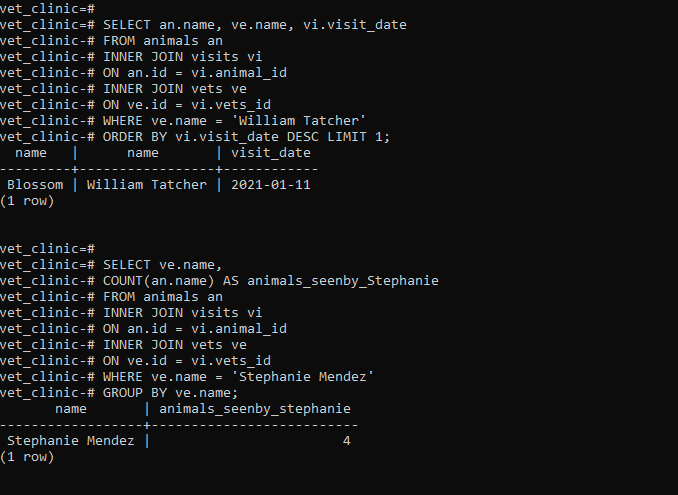 vet_clinic=#
vet_clinic=# SELECT an.name, ve.name, vi.visit_date
vet_clinic-# FROM animals an
vet_clinic-# INNER JOIN visits vi
vet_clinic-# ON an.id = vi.animal_id
vet_clinic-# INNER JOIN vets ve
vet_clinic-# ON ve.id = vi.vets_id
vet_clinic-# WHERE ve.name = 'William Tatcher'
vet_clinic-# ORDER BY vi.visit_date DESC LIMIT 1;
  name   |      name       | visit_date
---------+-----------------+------------
 Blossom | William Tatcher | 2021-01-11
(1 row)
vet_clinic=#
vet_clinic=# SELECT ve.name,
vet_clinic-# COUNT(an.name) AS animals_seenby_Stephanie
vet_clinic-# FROM animals an
vet_clinic-# INNER JOIN visits vi
vet_clinic-# ON an.id = vi.animal_id
vet_clinic-# INNER JOIN vets ve
vet_clinic-# ON ve.id = vi.vets_id
vet_clinic-# WHERE ve.name = 'Stephanie Mendez'
vet_clinic-# GROUP BY ve.name;
       name       | animals_seenby_stephanie
------------------+--------------------------
 Stephanie Mendez |                        4
(1 row)